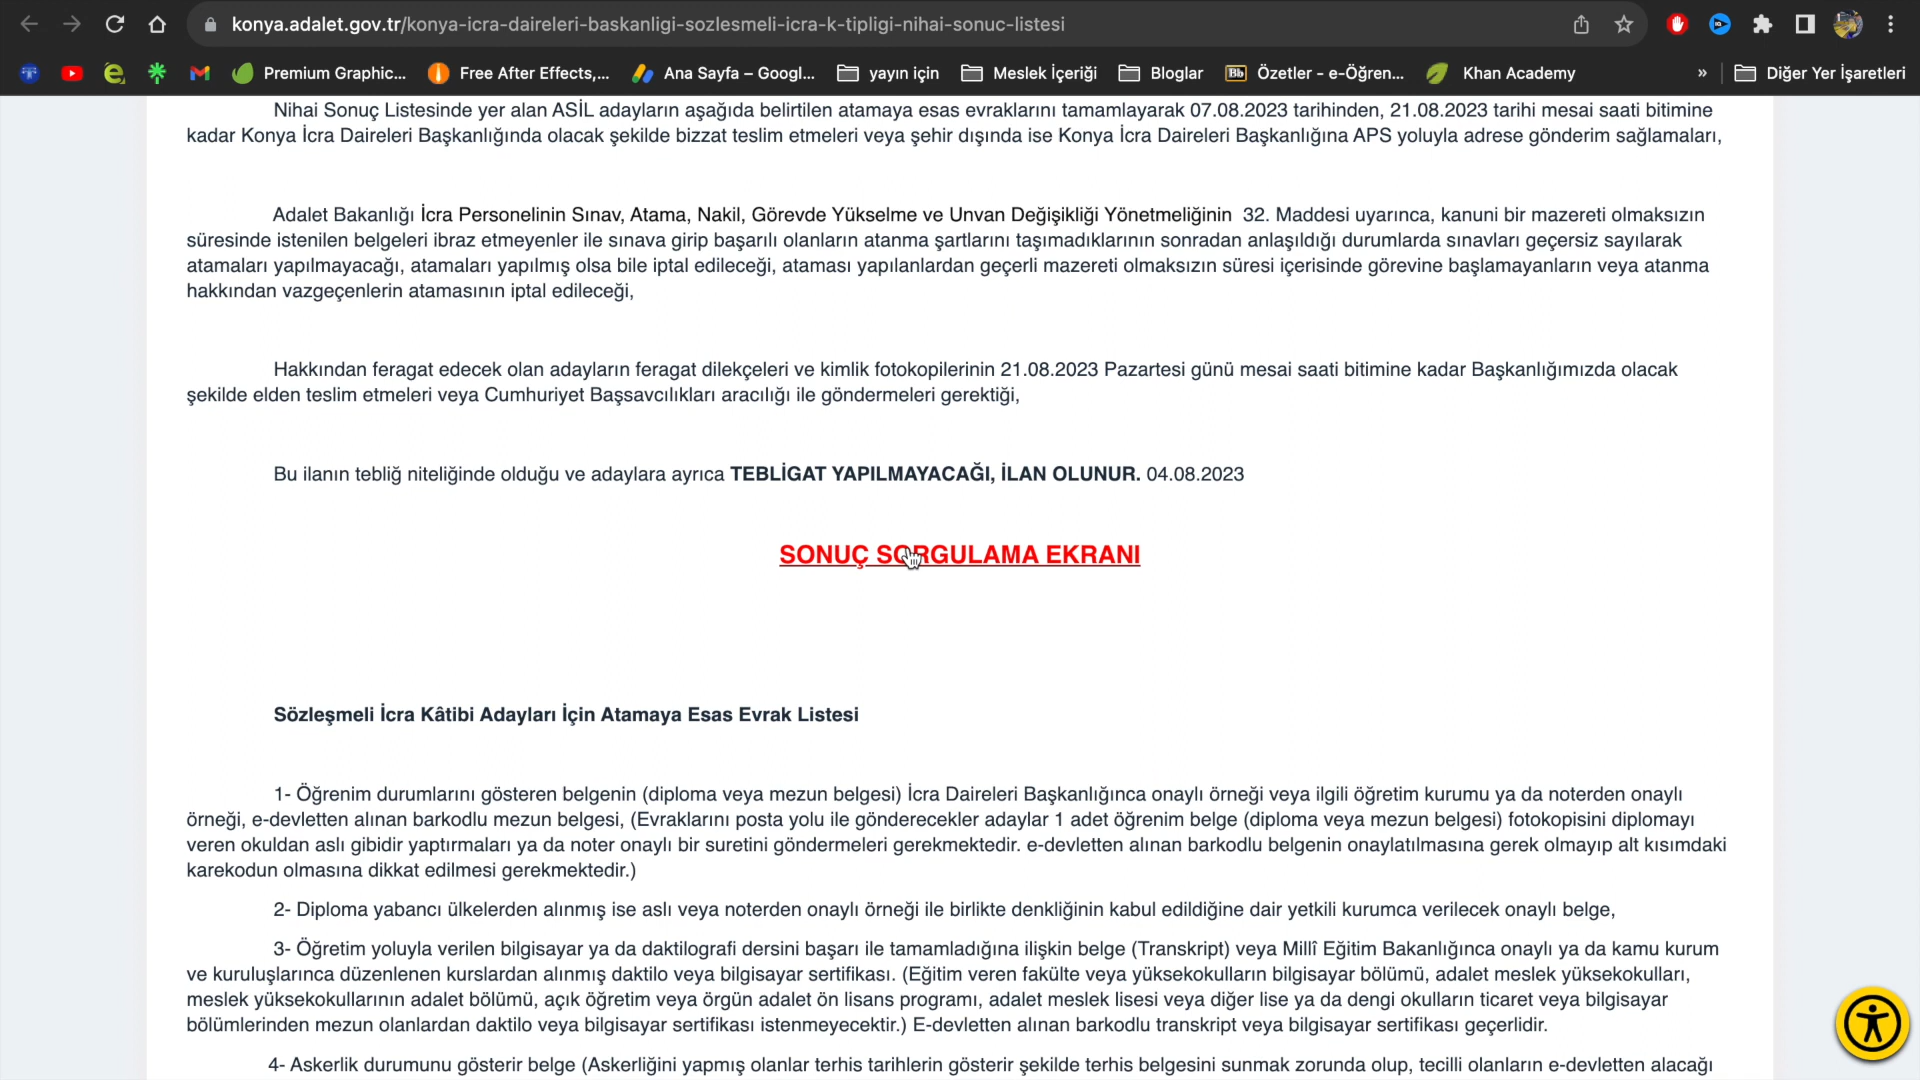 konya.adalet.gov.tr/konya-icra-daireleri-baskanligi-sozlesmeli-icra-k-tipligi-nihai-sonuc-listesi
Premium Graphic... Free After Effects,... Ana Sayfa – Googl... yayın için Meslek İçeriği Bloglar Bb Özetler - e-Öğren... Khan Academy » Diğer Yer İşaretleri
Nihai Sonuç Listesinde yer alan ASİL adayların aşağıda belirtilen atamaya esas evraklarını tamamlayarak 07.08.2023 tarihinden, 21.08.2023 tarihi mesai saati bitimine
kadar Konya İcra Daireleri Başkanlığında olacak şekilde bizzat teslim etmeleri veya şehir dışında ise Konya İcra Daireleri Başkanlığına APS yoluyla adrese gönderim sağlamaları,
Adalet Bakanlığı İcra Personelinin Sınav, Atama, Nakil, Görevde Yükselme ve Unvan Değişikliği Yönetmeliğinin 32. Maddesi uyarınca, kanuni bir mazereti olmaksızın
süresinde istenilen belgeleri ibraz etmeyenler ile sınava girip başarılı olanların atanma şartlarını taşımadıklarının sonradan anlaşıldığı durumlarda sınavları geçersiz sayılarak
atamaları yapılmayacağı, atamaları yapılmış olsa bile iptal edileceği, ataması yapılanlardan geçerli mazereti olmaksızın süresi içerisinde görevine başlamayanların veya atanma
hakkından vazgeçenlerin atamasının iptal edileceği,
Hakkından feragat edecek olan adayların feragat dilekçeleri ve kimlik fotokopilerinin 21.08.2023 Pazartesi günü mesai saati bitimine kadar Başkanlığımızda olacak
şekilde elden teslim etmeleri veya Cumhuriyet Başsavcılıkları aracılığı ile göndermeleri gerektiği,
Bu ilanın tebliğ niteliğinde olduğu ve adaylara ayrıca TEBLİGAT YAPILMAYACAĞI, İLAN OLUNUR. 04.08.2023
SONUÇ SORGULAMA EKRANI
Sözleşmeli İcra Kâtibi Adayları İçin Atamaya Esas Evrak Listesi
1- Öğrenim durumlarını gösteren belgenin (diploma veya mezun belgesi) İcra Daireleri Başkanlığınca onaylı örneği veya ilgili öğretim kurumu ya da noterden onaylı
örneği, e-devletten alınan barkodlu mezun belgesi, (Evraklarını posta yolu ile gönderecekler adaylar 1 adet öğrenim belge (diploma veya mezun belgesi) fotokopisini diplomayı
veren okuldan aslı gibidir yaptırmaları ya da noter onaylı bir suretini göndermeleri gerekmektedir. e-devletten alınan barkodlu belgenin onaylatılmasına gerek olmayıp alt kısımdaki
karekodun olmasına dikkat edilmesi gerekmektedir.)
2- Diploma yabancı ülkelerden alınmış ise aslı veya noterden onaylı örneği ile birlikte denkliğinin kabul edildiğine dair yetkili kurumca verilecek onaylı belge,
3- Öğretim yoluyla verilen bilgisayar ya da daktilografi dersini başarı ile tamamladığına ilişkin belge (Transkript) veya Millî Eğitim Bakanlığınca onaylı ya da kamu kurum
ve kuruluşlarınca düzenlenen kurslardan alınmış daktilo veya bilgisayar sertifikası. (Eğitim veren fakülte veya yüksekokulların bilgisayar bölümü, adalet meslek yüksekokulları,
meslek yüksekokullarının adalet bölümü, açık öğretim veya örgün adalet ön lisans programı, adalet meslek lisesi veya diğer lise ya da dengi okulların ticaret veya bilgisayar
bölümlerinden mezun olanlardan daktilo veya bilgisayar sertifikası istenmeyecektir.) E-devletten alınan barkodlu transkript veya bilgisayar sertifikası geçerlidir.
4- Askerlik durumunu gösterir belge (Askerliğini yapmış olanlar terhis tarihlerin gösterir şekilde terhis belgesini sunmak zorunda olup, tecilli olanların e-devletten alacağı